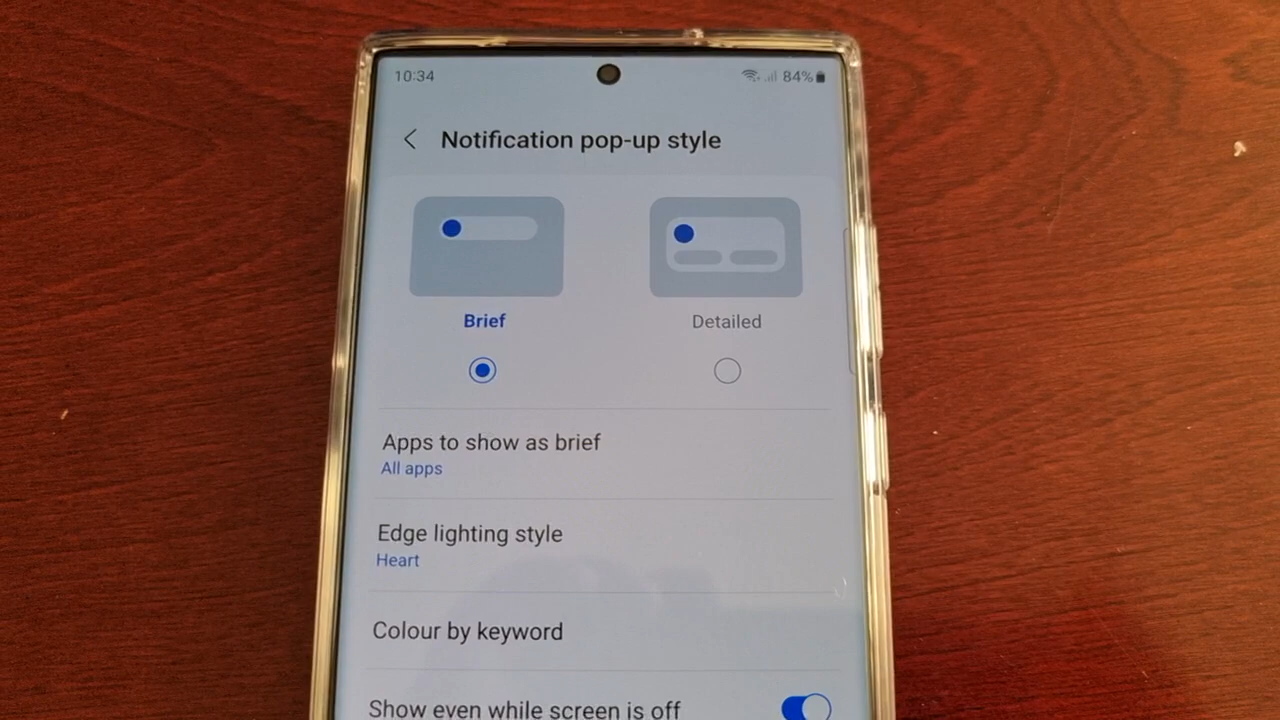 10:34
84%
Notification pop-up style
Brief
Detailed
Apps to show as brief
All apps
Edge lighting style
Heart
Colour by keyword
Show even while screen is off